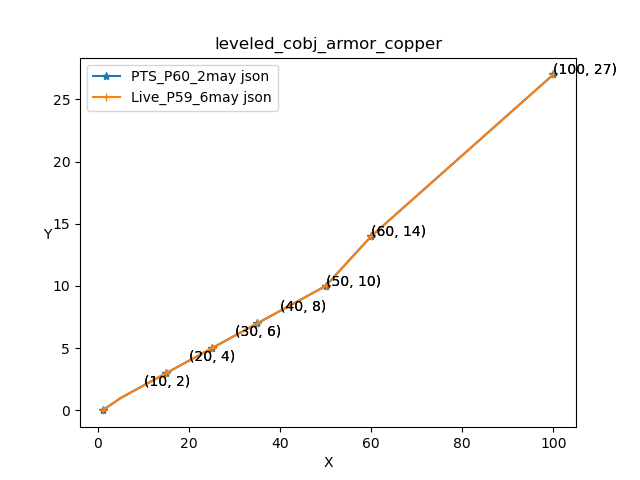 leveled_cobj_armor_copper
PTS_P60_2may json
Live_P59_6may json
(100, 27)
(60, 14)
(50, 10)
(40, 8)
(30, 6)
(20, 4)
(10, 2)
25
20
15
10
5
0
Y
0 20 40 60 80 100
X